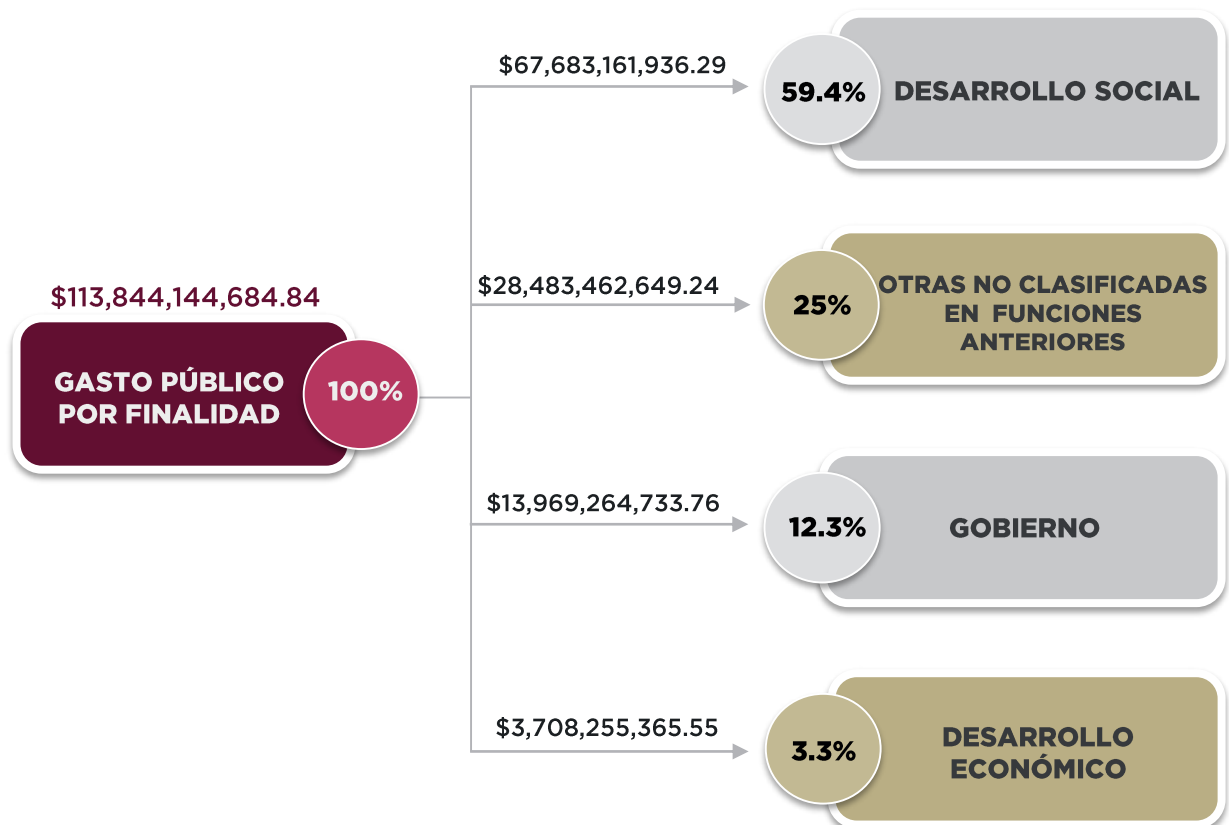 $113,844,144,684.84
GASTO PÚBLICO
POR FINALIDAD
100%
$67,683,161,936.29
59.4%
DESARROLLO SOCIAL
$28,483,462,649.24
25%
OTRAS NO CLASIFICADAS
EN FUNCIONES
ANTERIORES
$13,969,264,733.76
12.3%
GOBIERNO
$3,708,255,365.55
3.3%
DESARROLLO
ECONÓMICO